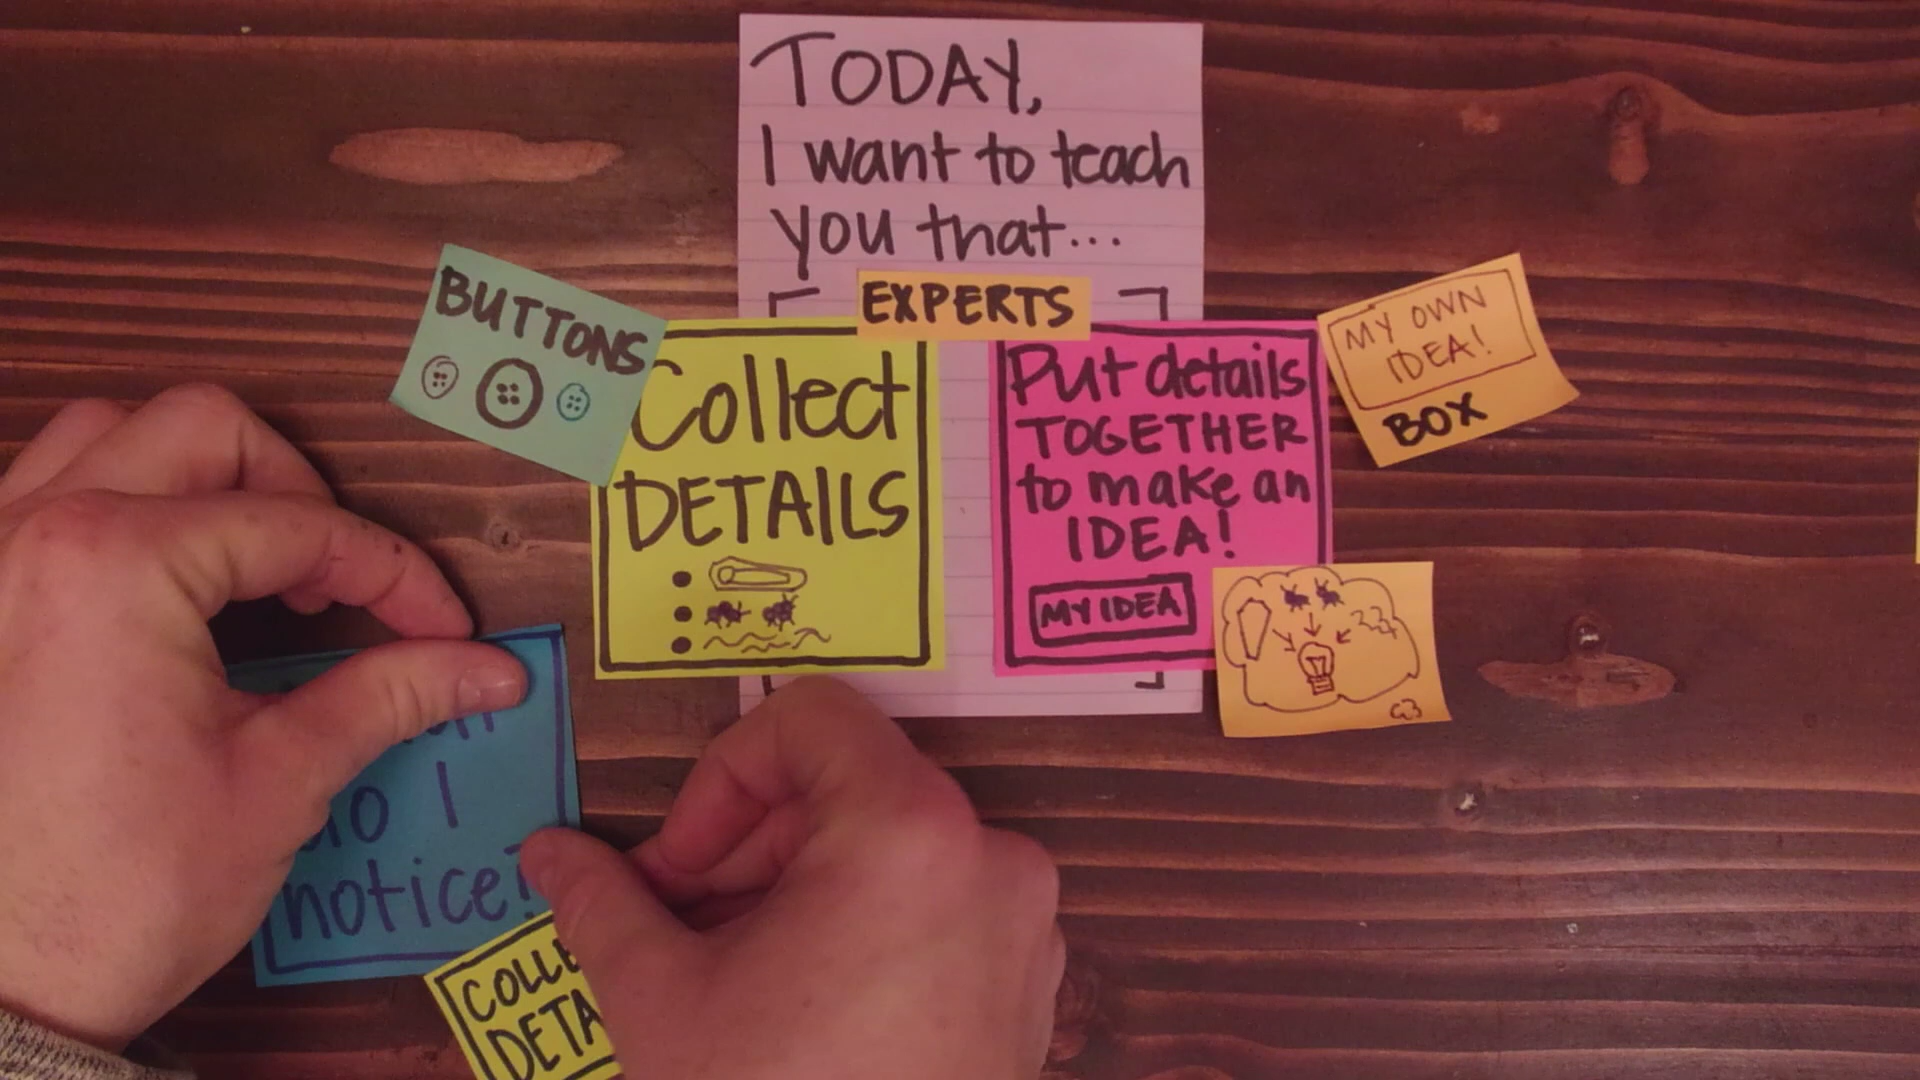 TODAY,
I want to teach
you that...
EXPERTS
BUTTONS
Collect
DETAILS
Put details
TOGETHER
to make an
IDEA!
MY IDEA
MY OWN
IDEA!
BOX
I
notice?